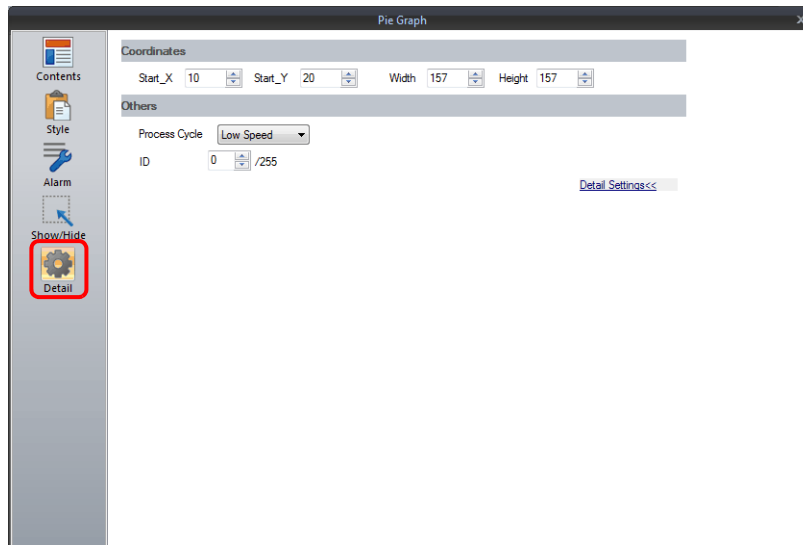 Pie Graph
Contents
Style
Alarm
Show/Hide
Detail
Coordinates
Start_X 10 Start_Y 20 Width 157 Height 157
Others
Process Cycle Low Speed
ID 0 /255
Detail Settings<<